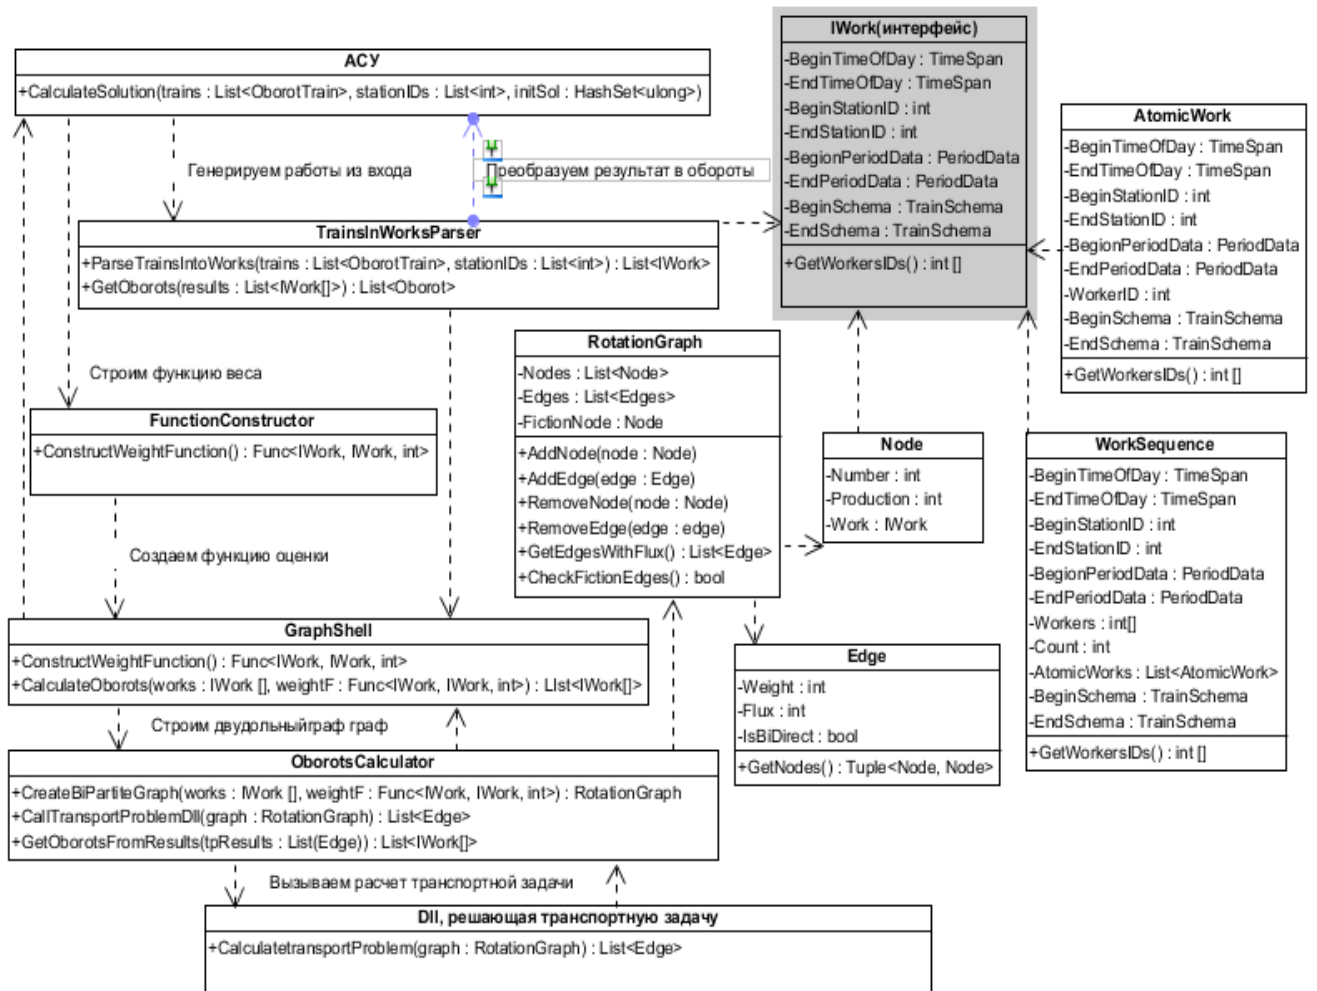 АСУ
+CalculateSolution(trains : List<OborotTrain>, stationIDs : List<int>, initSol : HashSet<ulong>)
Генерируем работы из входа
реобразуем результат в обороты
TrainsInWorksParser
+ParseTrainsIntoWorks(trains : List<OborotTrain>, stationIDs : List<int>) : List<IWork>
+GetOborots(results : List<IWork[]>) : List<Oborot>
IWork(интерфейс)
-BeginTimeOfDay : TimeSpan
-EndTimeOfDay : TimeSpan
-BeginStationID : int
-EndStationID : int
-BegionPeriodData : PeriodData
-EndPeriodData : PeriodData
-BeginSchema : TrainSchema
-EndSchema : TrainSchema
+GetWorkersIDs() : int []
AtomicWork
-BeginTimeOfDay : TimeSpan
-EndTimeOfDay : TimeSpan
-BeginStationID : int
-EndStationID : int
-BegionPeriodData : PeriodData
-EndPeriodData : PeriodData
-WorkerID : int
-BeginSchema : TrainSchema
-EndSchema : TrainSchema
+GetWorkersIDs() : int []
Строим функцию веса
FunctionConstructor
+ConstructWeightFunction() : Func<IWork, IWork, int>
Создаем функцию оценки
RotationGraph
-Nodes : List<Node>
-Edges : List<Edges>
-FictionNode : Node
+AddNode(node : Node)
+AddEdge(edge : Edge)
+RemoveNode(node : Node)
+RemoveEdge(edge : edge)
+GetEdgesWithFlux() : List<Edge>
+CheckFictionEdges() : bool
Node
-Number : int
-Production : int
-Work : IWork
WorkSequence
-BeginTimeOfDay : TimeSpan
-EndTimeOfDay : TimeSpan
-BeginStationID : int
-EndStationID : int
-BegionPeriodData : PeriodData
-EndPeriodData : PeriodData
-Workers : int[]
-Count : int
-AtomicWorks : List<AtomicWork>
-BeginSchema : TrainSchema
-EndSchema : TrainSchema
+GetWorkersIDs() : int []
GraphShell
+ConstructWeightFunction() : Func<IWork, IWork, int>
+CalculateOborots(works : IWork [], weightF : Func<IWork, IWork, int>) : LIst<IWork[]>
Edge
-Weight : int
-Flux : int
-IsBiDirect : bool
+GetNodes() : Tuple<Node, Node>
Строим двудольныйграф граф
OborotsCalculator
+CreateBiPartiteGraph(works : IWork [], weightF : Func<IWork, IWork, int>) : RotationGraph
+CallTransportProblemDll(graph : RotationGraph) : List<Edge>
+GetOborotsFromResults(tpResults : List(Edge)) : List<IWork[]>
Вызываем расчет транспортной задачи
Dll, решающая транспортную задачу
+CalculatetransportProblem(graph : RotationGraph) : List<Edge>